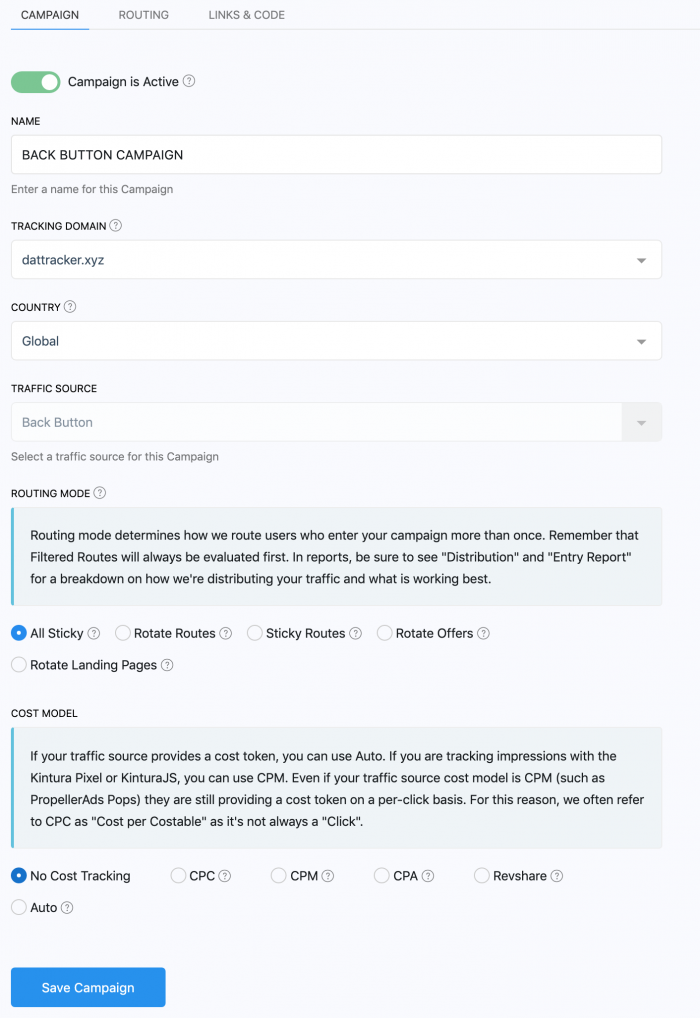 CAMPAIGN ROUTING LINKS & CODE
Campaign is Active ?
NAME
BACK BUTTON CAMPAIGN
Enter a name for this Campaign
TRACKING DOMAIN ?
dattracker.xyz
COUNTRY ?
Global
TRAFFIC SOURCE
Back Button
Select a traffic source for this Campaign
ROUTING MODE ?
Routing mode determines how we route users who enter your campaign more than once. Remember that
Filtered Routes will always be evaluated first. In reports, be sure to see "Distribution" and "Entry Report"
for a breakdown on how we're distributing your traffic and what is working best.
All Sticky ? Rotate Routes ? Sticky Routes ? Rotate Offers ?
Rotate Landing Pages ?
COST MODEL
If your traffic source provides a cost token, you can use Auto. If you are tracking impressions with the
Kintura Pixel or KinturaJS, you can use CPM. Even if your traffic source cost model is CPM (such as
PropellerAds Pops) they are still providing a cost token on a per-click basis. For this reason, we often refer
to CPC as "Cost per Costable" as it's not always a "Click".
No Cost Tracking CPC ? CPM ? CPA ? Revshare ?
Auto ?
Save Campaign